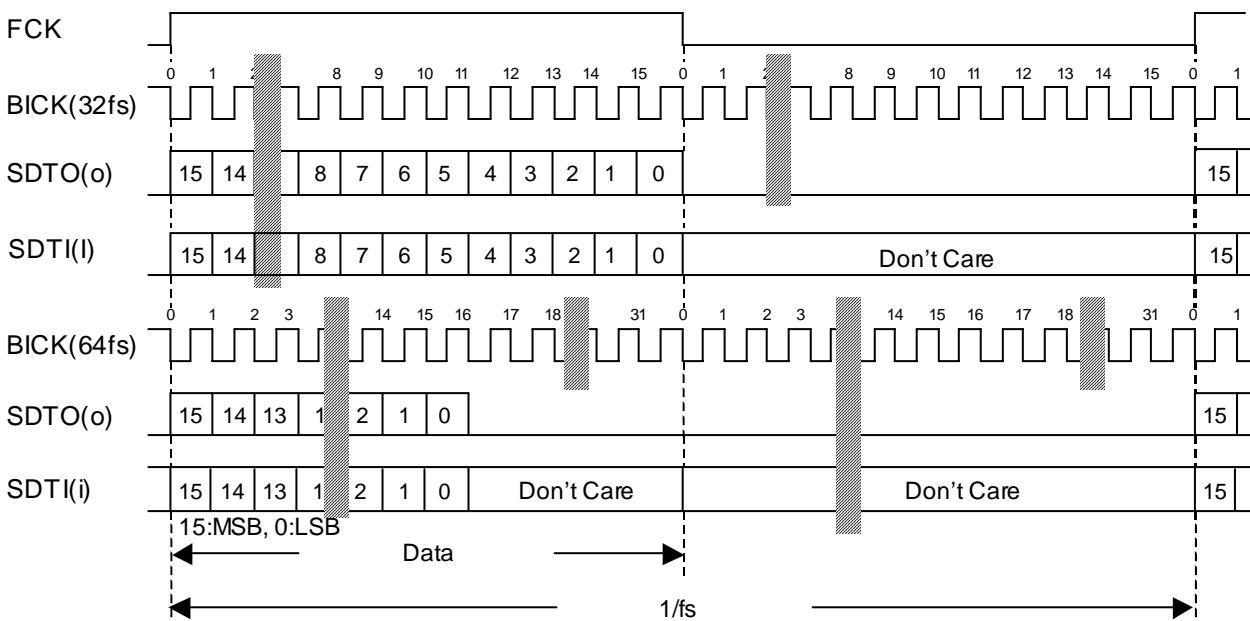 FCK
0 1 8 9 10 11 12 13 14 15 0 1 8 9 10 11 12 13 14 15 0 1
BICK(32fs)
SDTO(o) 15 14 8 7 6 5 4 3 2 1 0 15
SDTI(I) 15 14 8 7 6 5 4 3 2 1 0 Don't Care 15
0 1 2 3 14 15 16 17 18 31 0 1 2 3 14 15 16 17 18 31 0 1
BICK(64fs)
SDTO(o) 15 14 13 2 1 0 15
SDTI(i) 15 14 13 2 1 0 Don't Care Don't Care 15
15:MSB, 0:LSB
Data
1/fs